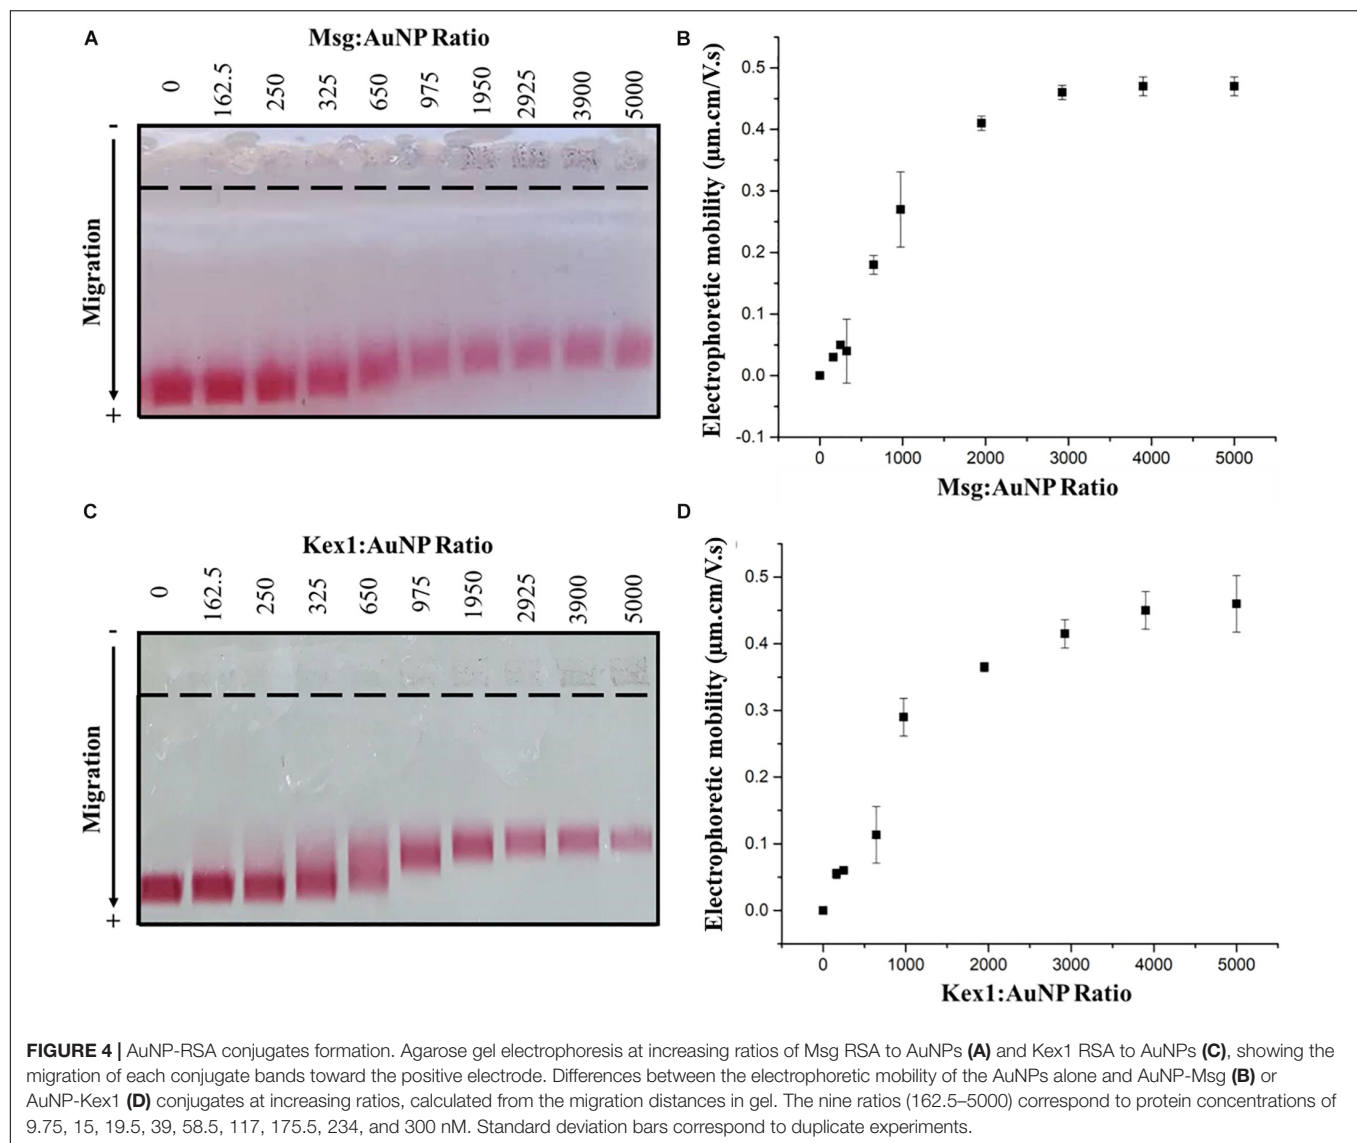 A
Msg:AuNP Ratio
0 162.5 250 325 650 975 1950 2925 3900 5000
-
Migration
+
B
Electrophoretic mobility (µm.cm/V.s)
0.5
0.4
0.3
0.2
0.1
0.0
-0.1
0 1000 2000 3000 4000 5000
Msg:AuNP Ratio
C
Kex1:AuNP Ratio
0 162.5 250 325 650 975 1950 2925 3900 5000
-
Migration
+
D
Electrophoretic mobility (µm.cm/V.s)
0.5
0.4
0.3
0.2
0.1
0.0
0 1000 2000 3000 4000 5000
Kex1:AuNP Ratio
FIGURE 4 | AuNP-RSA conjugates formation. Agarose gel electrophoresis at increasing ratios of Msg RSA to AuNPs (A) and Kex1 RSA to AuNPs (C), showing the
migration of each conjugate bands toward the positive electrode. Differences between the electrophoretic mobility of the AuNPs alone and AuNP-Msg (B) or
AuNP-Kex1 (D) conjugates at increasing ratios, calculated from the migration distances in gel. The nine ratios (162.5–5000) correspond to protein concentrations of
9.75, 15, 19.5, 39, 58.5, 117, 175.5, 234, and 300 nM. Standard deviation bars correspond to duplicate experiments.